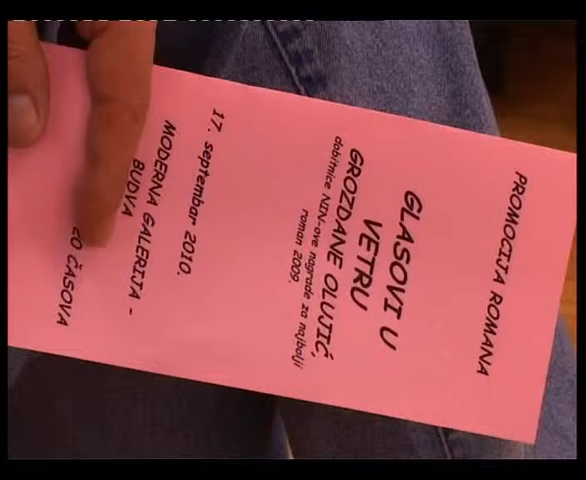 PROMOCIJA ROMANA
GLASOVI U
VETRU
GROZDANE OLUJIĆ,
dobitnice NIN-ove nagrade za najbolji
roman 2009.
17. septembar 2010.
MODERNA GALERIJA -
BUDVA
20 ČASOVA